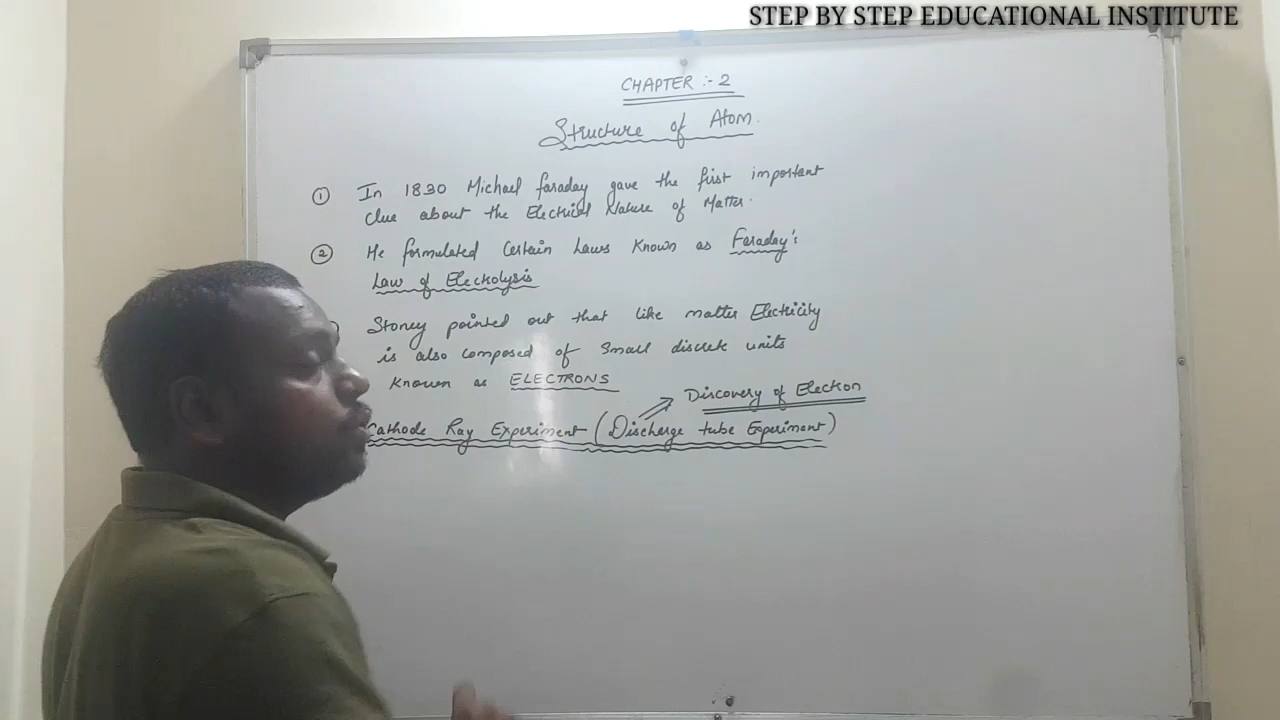 STEP BY STEP EDUCATIONAL INSTITUTE
CHAPTER :- 2
Structure of Atom.
① In 1830 Michael faraday gave the first important
clue about the Electrical Nature of Matter.
② He formulated Certain Laws Known as Faraday's
Law of Electrolysis
Stoney pointed out that like matter Electricity
is also composed of Small discrete units
Known as ELECTRONS
Discovery of Electron
Cathode Ray Experiment (Discharge tube Experiment)